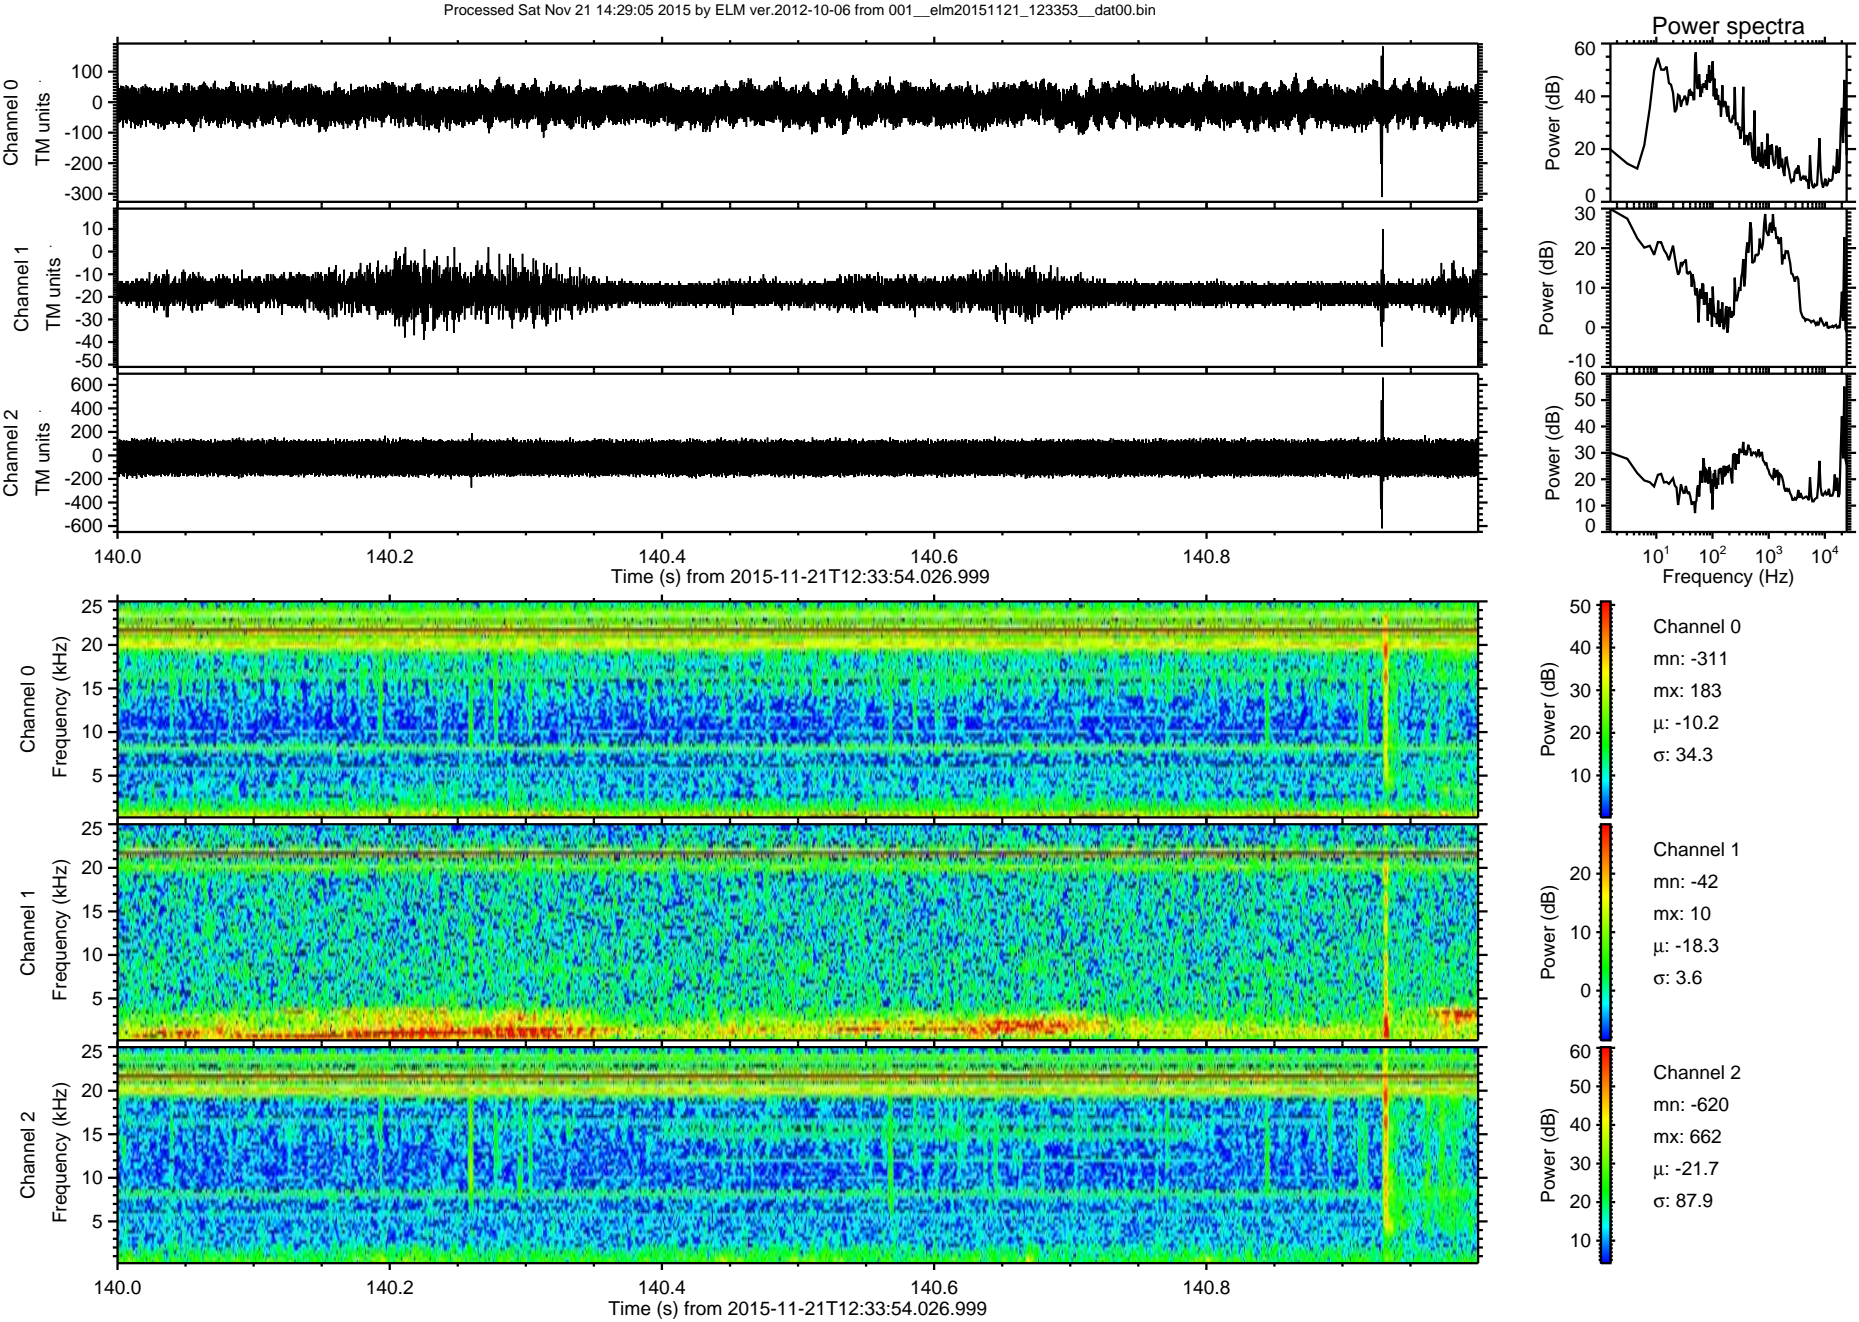 Processed Sat Nov 21 14:29:05 2015 by ELM ver.2012-10-06 from 001__elm20151121_123353__dat00.bin
Power spectra
Channel 0
TM units
100
0
-100
-200
-300
Power (dB)
60
40
20
0
Channel 1
TM units
10
0
-10
-20
-30
-40
-50
Power (dB)
30
20
10
0
-10
Channel 2
TM units
600
400
200
0
-200
-400
-600
Power (dB)
60
50
40
30
20
10
0
140.0 140.2 140.4 140.6 140.8
Time (s) from 2015-11-21T12:33:54.026.999
10¹ 10² 10³ 10⁴
Frequency (Hz)
Channel 0
Frequency (kHz)
25
20
15
10
5
Power (dB)
50
40
30
20
10
Channel 0
mn: -311
mx: 183
μ: -10.2
σ: 34.3
Channel 1
Frequency (kHz)
25
20
15
10
5
Power (dB)
20
10
0
Channel 1
mn: -42
mx: 10
μ: -18.3
σ: 3.6
Channel 2
Frequency (kHz)
25
20
15
10
5
Power (dB)
60
50
40
30
20
10
Channel 2
mn: -620
mx: 662
μ: -21.7
σ: 87.9
140.0 140.2 140.4 140.6 140.8
Time (s) from 2015-11-21T12:33:54.026.999